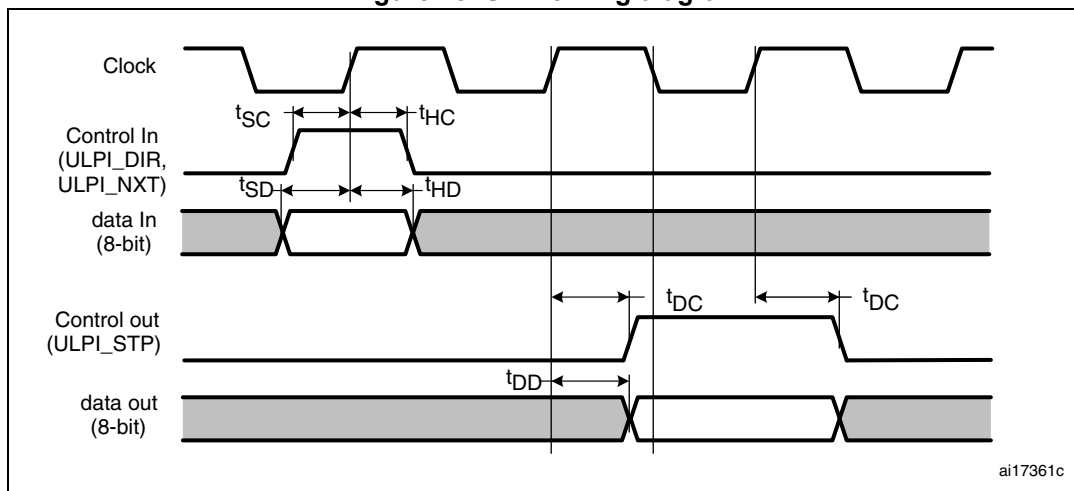 Clock
tSC
tHC
Control In
(ULPI_DIR,
ULPI_NXT)
tSD
tHD
data In
(8-bit)
tDC
tDC
Control out
(ULPI_STP)
tDD
data out
(8-bit)
ai17361c